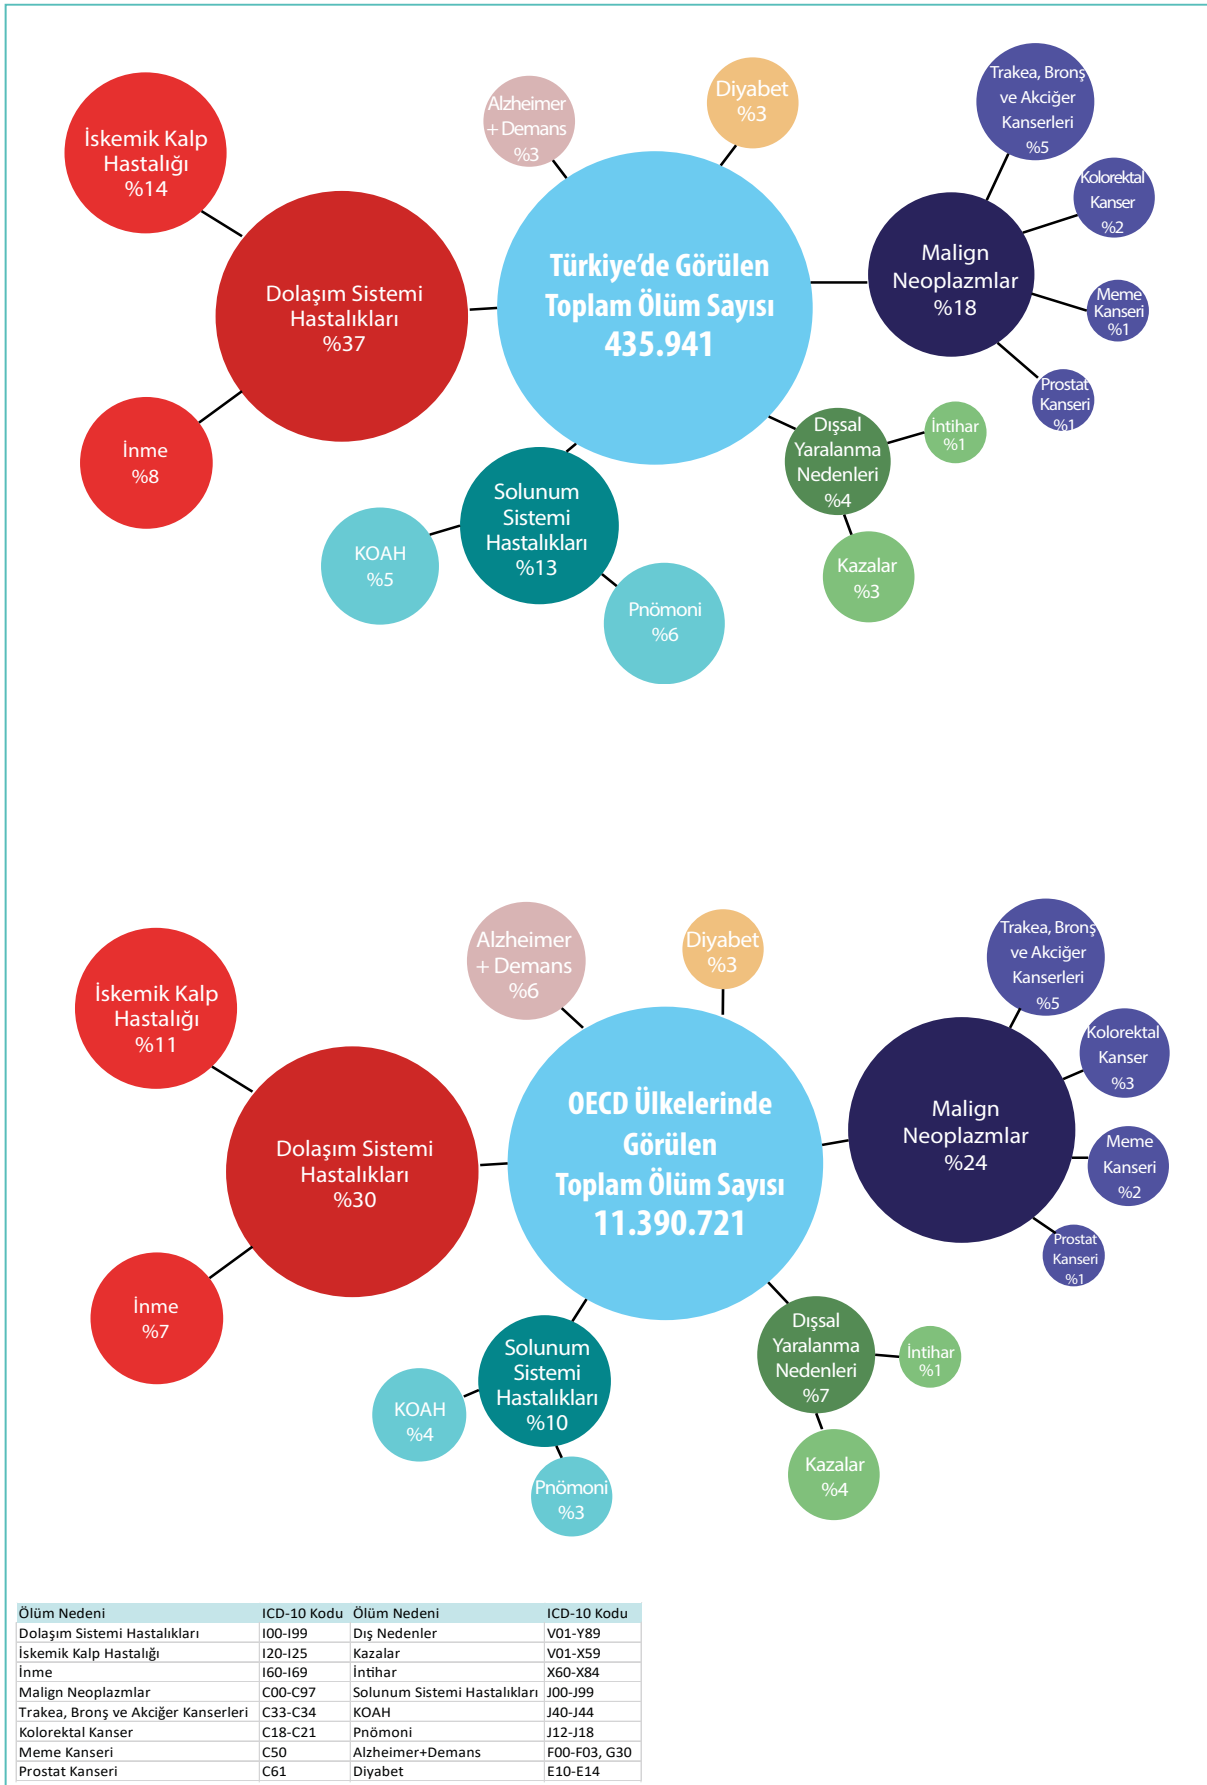 Alzheimer
+ Demans
%3
Diyabet
%3
Trakea, Bronş
ve Akciğer
Kanserleri
%5
İskemik Kalp
Hastalığı
%14
Kolorektal
Kanser
%2
Türkiye'de Görülen
Toplam Ölüm Sayısı
435.941
Malign
Neoplazmlar
%18
Dolaşım Sistemi
Hastalıkları
%37
Meme
Kanseri
%1
Prostat
Kanseri
%1
İnme
%8
Dışsal
Yaralanma
Nedenleri
%4
İntihar
%1
Solunum
Sistemi
Hastalıkları
%13
KOAH
%5
Kazalar
%3
Pnömoni
%6
Alzheimer
+ Demans
%6
Diyabet
%3
Trakea, Bronş
ve Akciğer
Kanserleri
%5
İskemik Kalp
Hastalığı
%11
Kolorektal
Kanser
%3
OECD Ülkelerinde
Görülen
Toplam Ölüm Sayısı
11.390.721
Malign
Neoplazmlar
%24
Dolaşım Sistemi
Hastalıkları
%30
Meme
Kanseri
%2
Prostat
Kanseri
%1
İnme
%7
Dışsal
Yaralanma
Nedenleri
%7
İntihar
%1
Solunum
Sistemi
Hastalıkları
%10
KOAH
%4
Kazalar
%4
Pnömoni
%3
Ölüm Nedeni ICD-10 Kodu Ölüm Nedeni ICD-10 Kodu
Dolaşım Sistemi Hastalıkları I00-I99 Dış Nedenler V01-Y89
İskemik Kalp Hastalığı I20-I25 Kazalar V01-X59
İnme I60-I69 İntihar X60-X84
Malign Neoplazmlar C00-C97 Solunum Sistemi Hastalıkları J00-J99
Trakea, Bronş ve Akciğer Kanserleri C33-C34 KOAH J40-J44
Kolorektal Kanser C18-C21 Pnömoni J12-J18
Meme Kanseri C50 Alzheimer+Demans F00-F03, G30
Prostat Kanseri C61 Diyabet E10-E14